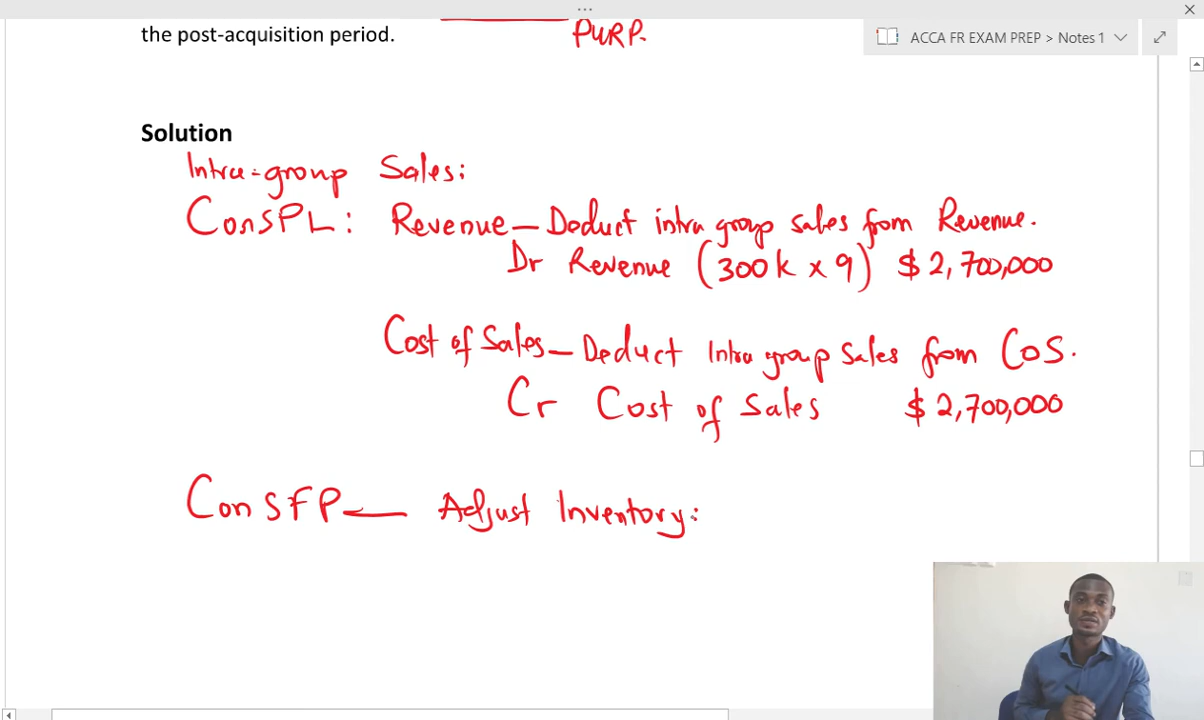 the post-acquisition period.
PURP.
ACCA FR EXAM PREP > Notes 1
Solution
Intra-group Sales:
ConSPL: Revenue – Deduct intra group sales from Revenue.
Dr Revenue (300k x 9) $ 2,700,000
Cost of Sales – Deduct Intra group Sales from CoS.
Cr Cost of Sales $ 2,700,000
ConSFP — Adjust Inventory: